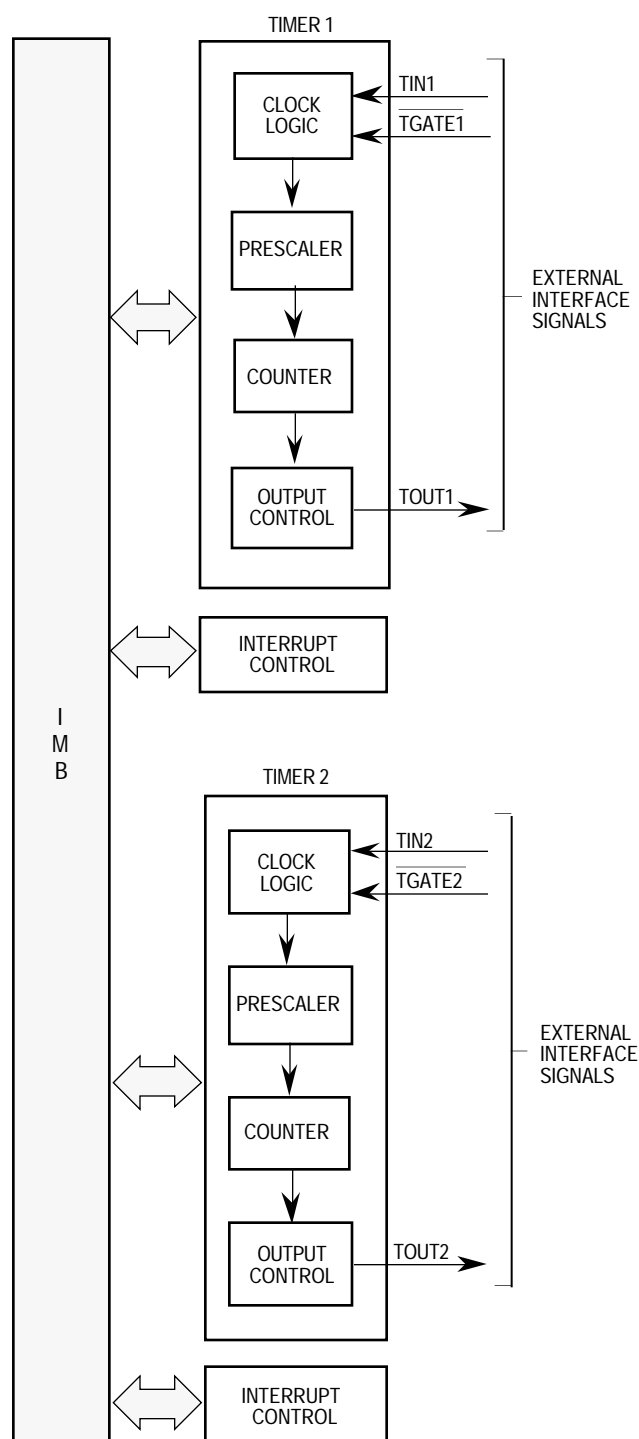 TIMER 1
CLOCK
LOGIC
TIN1
TGATE1
PRESCALER
EXTERNAL
INTERFACE
SIGNALS
COUNTER
OUTPUT
CONTROL
TOUT1
INTERRUPT
CONTROL
I
M
B
TIMER 2
CLOCK
LOGIC
TIN2
TGATE2
PRESCALER
EXTERNAL
INTERFACE
SIGNALS
COUNTER
OUTPUT
CONTROL
TOUT2
INTERRUPT
CONTROL